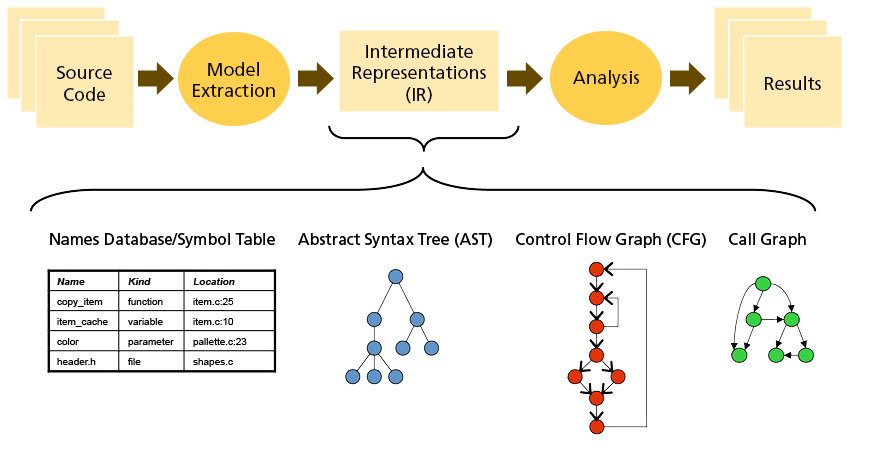 Source
Code
Model
Extraction
Intermediate
Representations
(IR)
Analysis
Results
Names Database/Symbol Table
Abstract Syntax Tree (AST)
Control Flow Graph (CFG)
Call Graph
Name Kind Location
copy_item function item.c:25
item_cache variable item.c:10
color parameter pallette.c:23
header.h file shapes.c